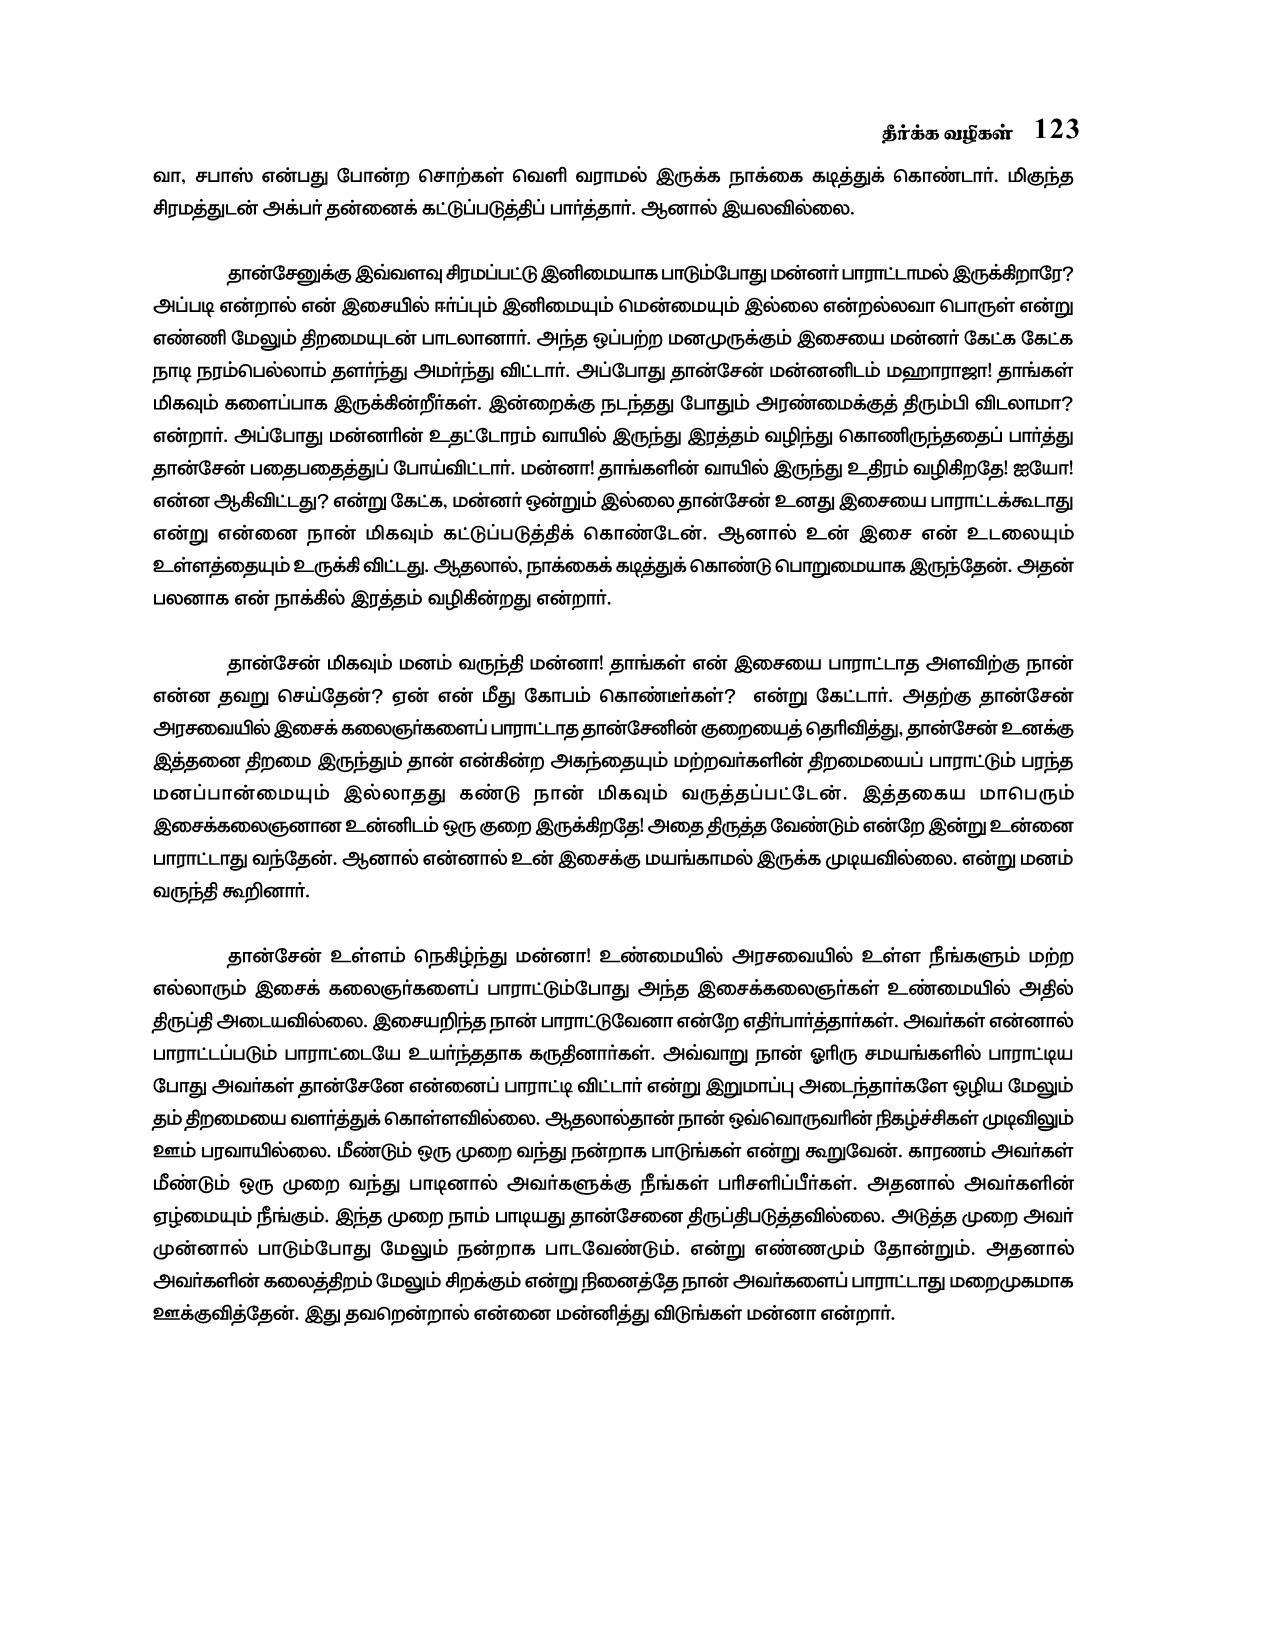 தீர்க்க வழிகள் 123
வா, சபாஸ் என்பது போன்ற சொற்கள் வெளி வராமல் இருக்க நாக்கை கடித்துக் கொண்டார். மிகுந்த
சிரமத்துடன் அக்பர் தன்னைக் கட்டுப்படுத்திப் பார்த்தார். ஆனால் இயலவில்லை.
தான்சேனுக்கு இவ்வளவு சிரமப்பட்டு இனிமையாக பாடும்போது மன்னர் பாராட்டாமல் இருக்கிறாரே?
அப்படி என்றால் என் இசையில் ஈர்ப்பும் இனிமையும் மென்மையும் இல்லை என்றல்லவா பொருள் என்று
எண்ணி மேலும் திறமையுடன் பாடலானார். அந்த ஒப்பற்ற மனமுருக்கும் இசையை மன்னர் கேட்க கேட்க
நாடி நரம்பெல்லாம் தளர்ந்து அமர்ந்து விட்டார். அப்போது தான்சேன் மன்னனிடம் மஹாராஜா! தாங்கள்
மிகவும் களைப்பாக இருக்கின்றீர்கள். இன்றைக்கு நடந்தது போதும் அரண்மைக்குத் திரும்பி விடலாமா?
என்றார். அப்போது மன்னரின் உதட்டோரம் வாயில் இருந்து இரத்தம் வழிந்து கொணிருந்ததைப் பார்த்து
தான்சேன் பதைபதைத்துப் போய்விட்டார். மன்னா! தாங்களின் வாயில் இருந்து உதிரம் வழிகிறதே! ஐயோ!
என்ன ஆகிவிட்டது? என்று கேட்க, மன்னர் ஒன்றும் இல்லை தான்சேன் உனது இசையை பாராட்டக்கூடாது
என்று என்னை நான் மிகவும் கட்டுப்படுத்திக் கொண்டேன். ஆனால் உன் இசை என் உடலையும்
உள்ளத்தையும் உருக்கி விட்டது. ஆதலால், நாக்கைக் கடித்துக் கொண்டு பொறுமையாக இருந்தேன். அதன்
பலனாக என் நாக்கில் இரத்தம் வழிகின்றது என்றார்.
தான்சேன் மிகவும் மனம் வருந்தி மன்னா! தாங்கள் என் இசையை பாராட்டாத அளவிற்கு நான்
என்ன தவறு செய்தேன்? ஏன் என் மீது கோபம் கொண்டீர்கள்? என்று கேட்டார். அதற்கு தான்சேன்
அரசவையில் இசைக் கலைஞர்களைப் பாராட்டாத தான்சேனின் குறையைத் தெரிவித்து, தான்சேன் உனக்கு
இத்தனை திறமை இருந்தும் தான் என்கின்ற அகந்தையும் மற்றவர்களின் திறமையைப் பாராட்டும் பரந்த
மனப்பான்மையும் இல்லாதது கண்டு நான் மிகவும் வருத்தப்பட்டேன். இத்தகைய மாபெரும்
இசைக்கலைஞனான உன்னிடம் ஒரு குறை இருக்கிறதே! அதை திருத்த வேண்டும் என்றே இன்று உன்னை
பாராட்டாது வந்தேன். ஆனால் என்னால் உன் இசைக்கு மயங்காமல் இருக்க முடியவில்லை. என்று மனம்
வருந்தி கூறினார்.
தான்சேன் உள்ளம் நெகிழ்ந்து மன்னா! உண்மையில் அரசவையில் உள்ள நீங்களும் மற்ற
எல்லாரும் இசைக் கலைஞர்களைப் பாராட்டும்போது அந்த இசைக்கலைஞர்கள் உண்மையில் அதில்
திருப்தி அடையவில்லை. இசையறிந்த நான் பாராட்டுவேனா என்றே எதிர்பார்த்தார்கள். அவர்கள் என்னால்
பாராட்டப்படும் பாராட்டையே உயர்ந்ததாக கருதினார்கள். அவ்வாறு நான் ஓரிரு சமயங்களில் பாராட்டிய
போது அவர்கள் தான்சேனே என்னைப் பாராட்டி விட்டார் என்று இறுமாப்பு அடைந்தார்களே ஒழிய மேலும்
தம் திறமையை வளர்த்துக் கொள்ளவில்லை. ஆதலால்தான் நான் ஒவ்வொருவரின் நிகழ்ச்சிகள் முடிவிலும்
ஊம் பரவாயில்லை. மீண்டும் ஒரு முறை வந்து நன்றாக பாடுங்கள் என்று கூறுவேன். காரணம் அவர்கள்
மீண்டும் ஒரு முறை வந்து பாடினால் அவர்களுக்கு நீங்கள் பரிசளிப்பீர்கள். அதனால் அவர்களின்
ஏழ்மையும் நீங்கும். இந்த முறை நாம் பாடியது தான்சேனை திருப்திபடுத்தவில்லை. அடுத்த முறை அவர்
முன்னால் பாடும்போது மேலும் நன்றாக பாடவேண்டும். என்று எண்ணமும் தோன்றும். அதனால்
அவர்களின் கலைத்திறம் மேலும் சிறக்கும் என்று நினைத்தே நான் அவர்களைப் பாராட்டாது மறைமுகமாக
ஊக்குவித்தேன். இது தவறென்றால் என்னை மன்னித்து விடுங்கள் மன்னா என்றார்.